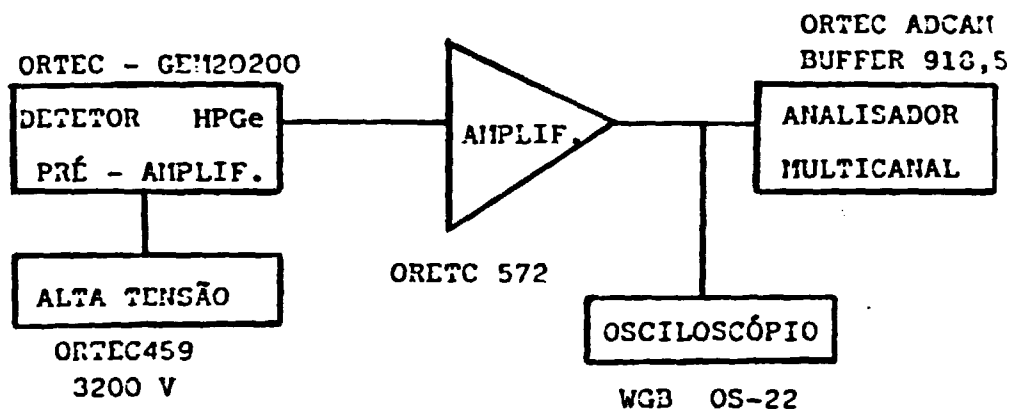 ORTEC ADCAM
BUFFER 918,5
ORTEC - GEM20200
DETETOR HPGe
PRÉ - AMPLIF.
AMPLIF.
ANALISADOR
MULTICANAL
ALTA TENSÃO
ORTEC459
3200 V
ORETC 572
OSCILOSCÓPIO
WGB OS-22